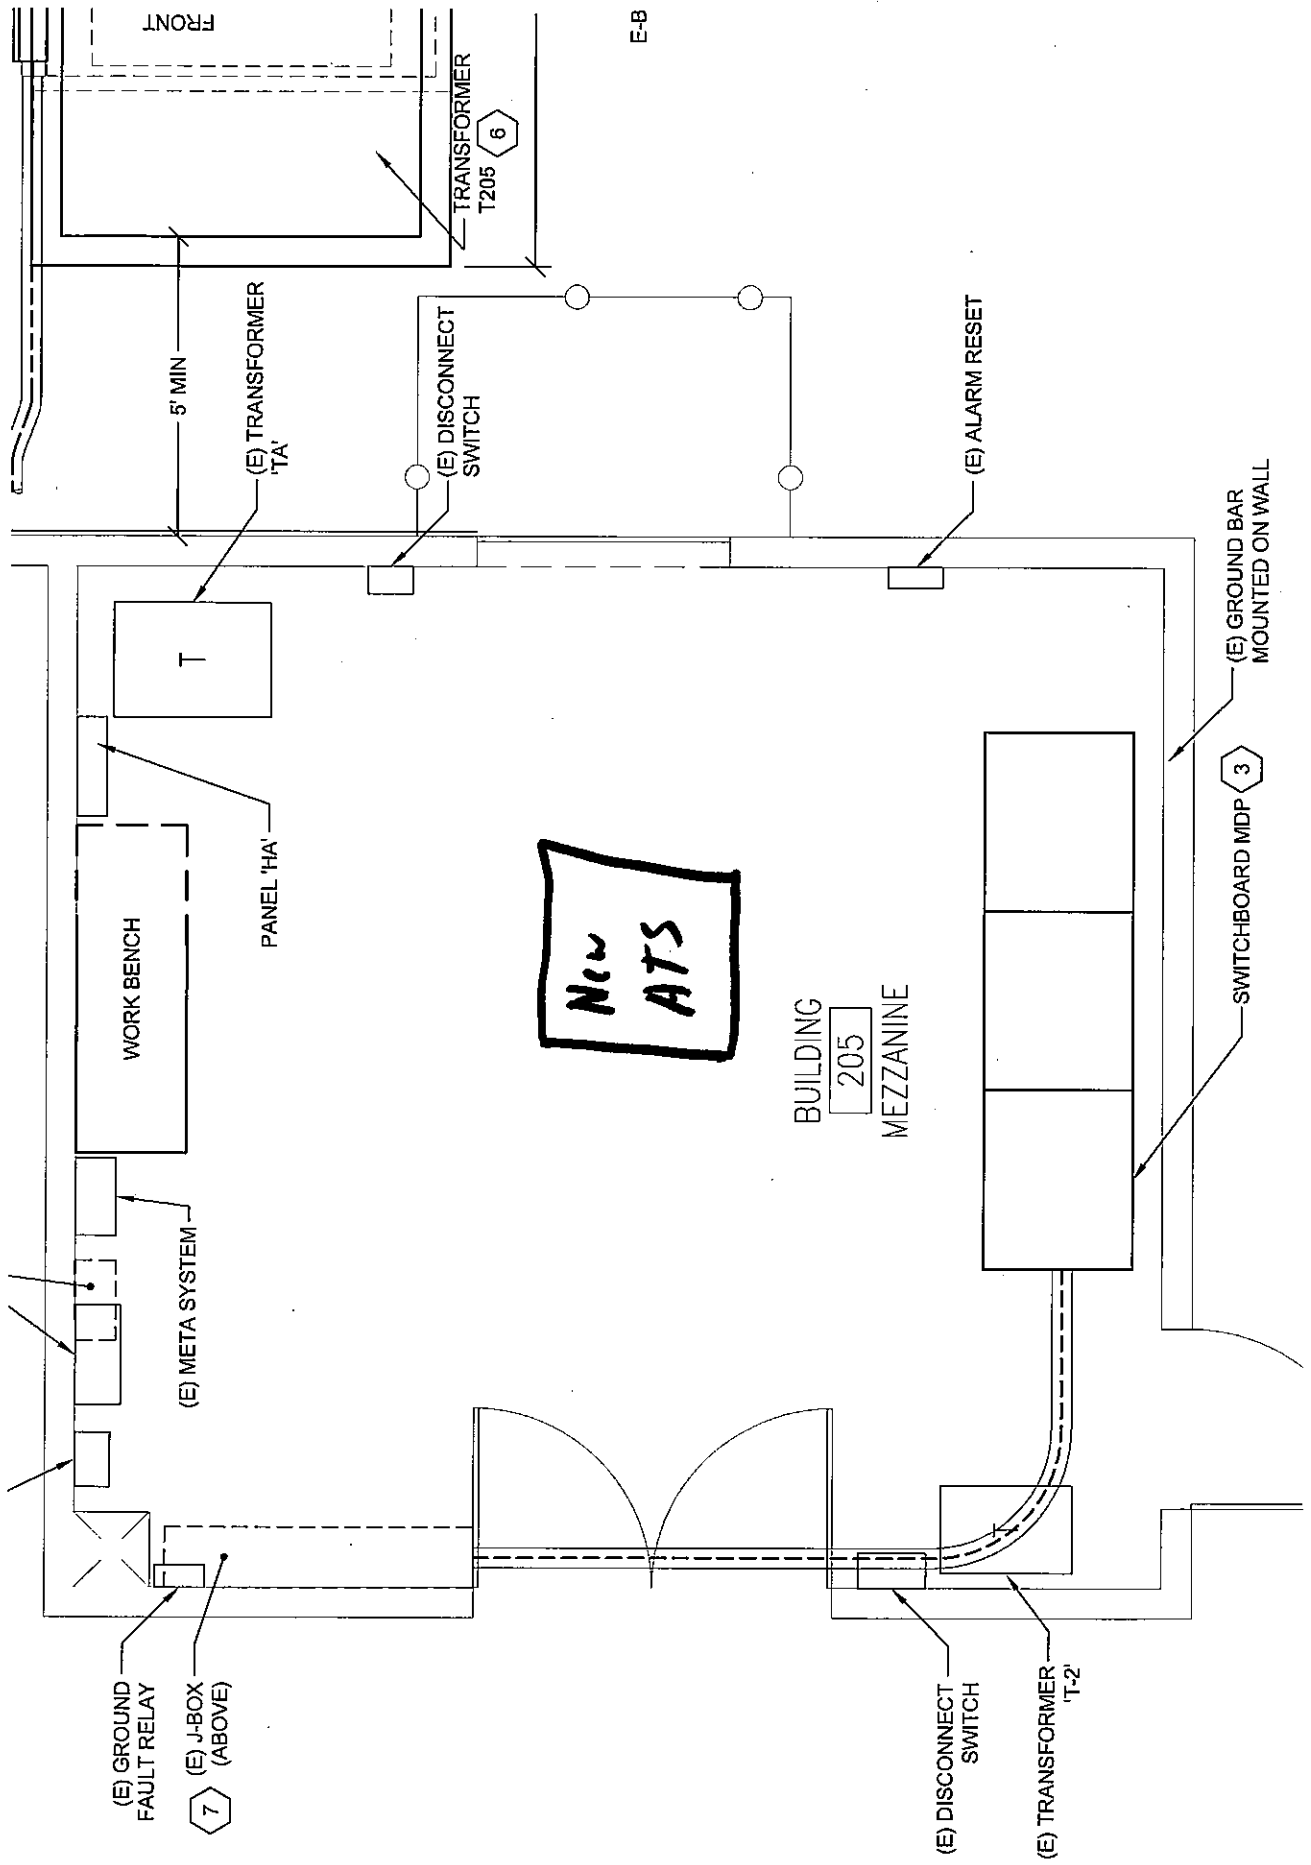 (E) GROUND
FAULT RELAY
7
(E) J-BOX
(ABOVE)
(E) META SYSTEM
WORK BENCH
PANEL 'HA'
T
(E) TRANSFORMER
'TA'
5' MIN
FRONT
TRANSFORMER
T205
6
(E) DISCONNECT
SWITCH
E-B
New
ATS
BUILDING
205
MEZZANINE
(E) ALARM RESET
(E) DISCONNECT
SWITCH
(E) TRANSFORMER
'T-2'
T
SWITCHBOARD MDP
3
(E) GROUND BAR
MOUNTED ON WALL